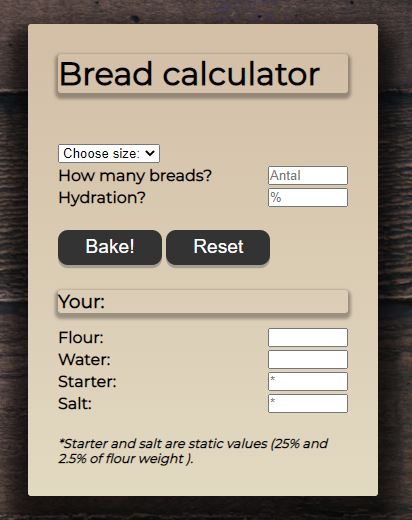 Bread calculator
Choose size:
How many breads? Antal
Hydration? %
Bake! Reset
Your:
Flour:
Water:
Starter: *
Salt: *
*Starter and salt are static values (25% and
2.5% of flour weight ).